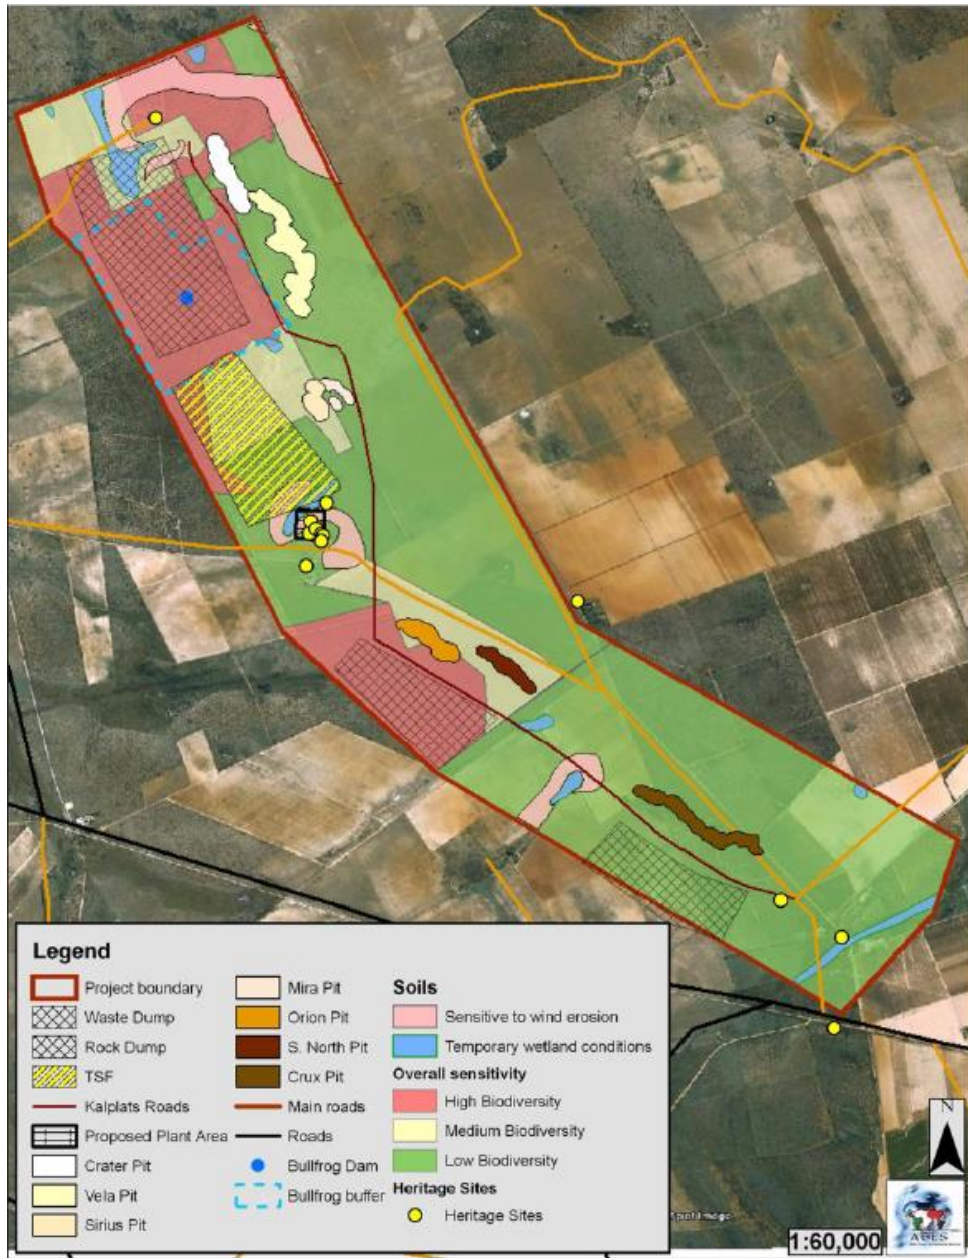 Legend
Project boundary
Waste Dump
Rock Dump
TSF
Kalplats Roads
Proposed Plant Area
Crater Pit
Vela Pit
Sirius Pit
Mira Pit
Orion Pit
S. North Pit
Crux Pit
Main roads
Roads
Bullfrog Dam
Bullfrog buffer
Soils
Sensitive to wind erosion
Temporary wetland conditions
Overall sensitivity
High Biodiversity
Medium Biodiversity
Low Biodiversity
Heritage Sites
Heritage Sites
Image
1:60,000
N
AGES